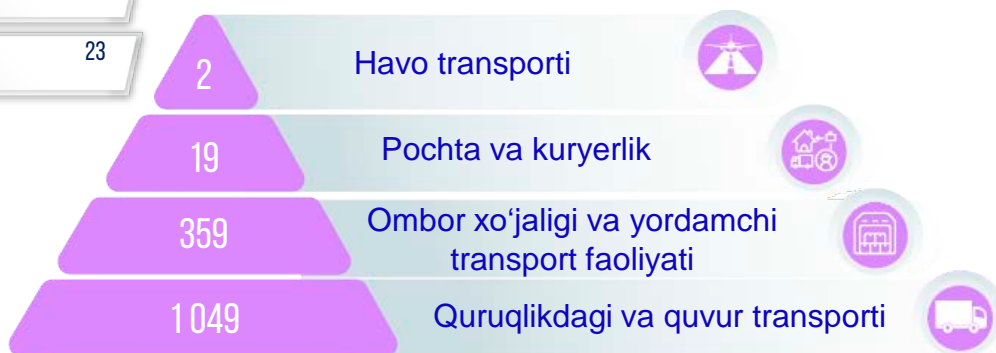 23
2
Havo transporti
19
Pochta va kuryerlik
359
Ombor xo‘jaligi va yordamchi
transport faoliyati
1 049
Quruqlikdagi va quvur transporti